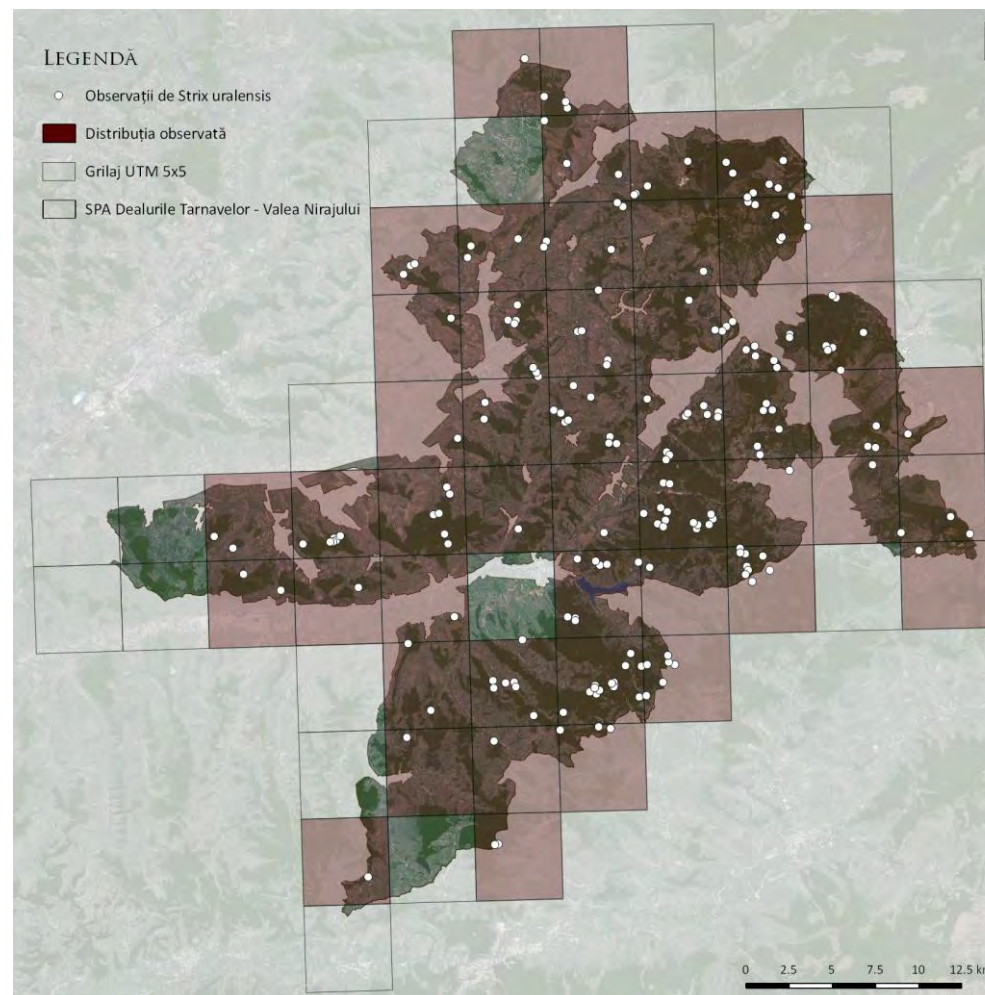 LEGENDĂ
Observații de Strix uralensis
Distribuția observată
Grilaj UTM 5x5
SPA Dealurile Tarnavelor - Valea Nirajului
0 2.5 5 7.5 10 12.5 km